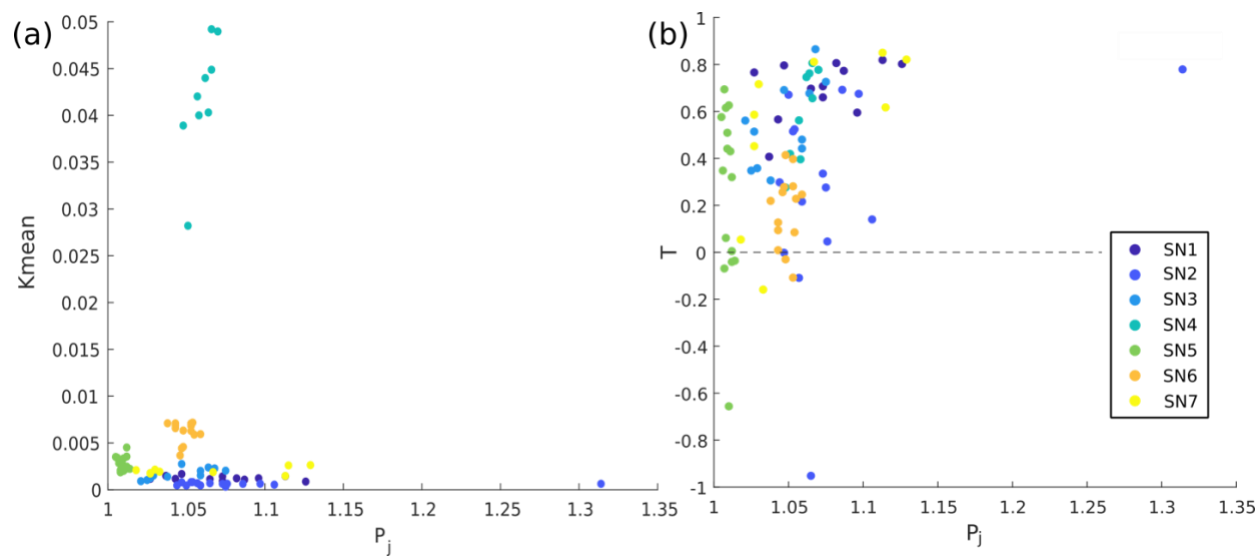 (a)
Kmean
0.05
0.045
0.04
0.035
0.03
0.025
0.02
0.015
0.01
0.005
0
1
1.05
1.1
1.15
1.2
1.25
1.3
1.35
Pj
(b)
T
1
0.8
0.6
0.4
0.2
0
-0.2
-0.4
-0.6
-0.8
-1
1
1.05
1.1
1.15
1.2
1.25
1.3
1.35
Pj
SN1
SN2
SN3
SN4
SN5
SN6
SN7